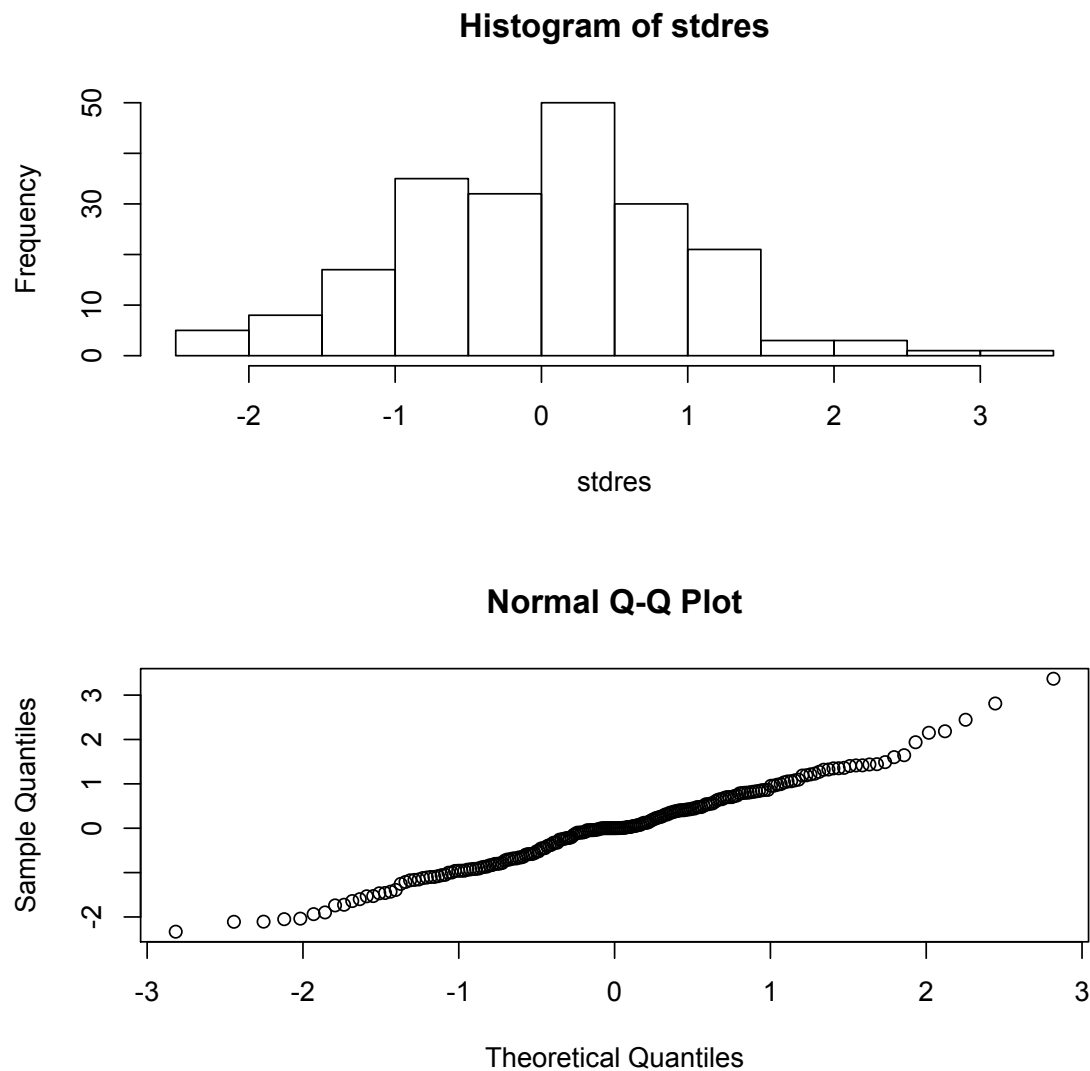 Histogram of stdres
50
30
10
0
Frequency
-2 -1 0 1 2 3
stdres
Normal Q-Q Plot
3
2
1
0
-2
Sample Quantiles
-3 -2 -1 0 1 2 3
Theoretical Quantiles